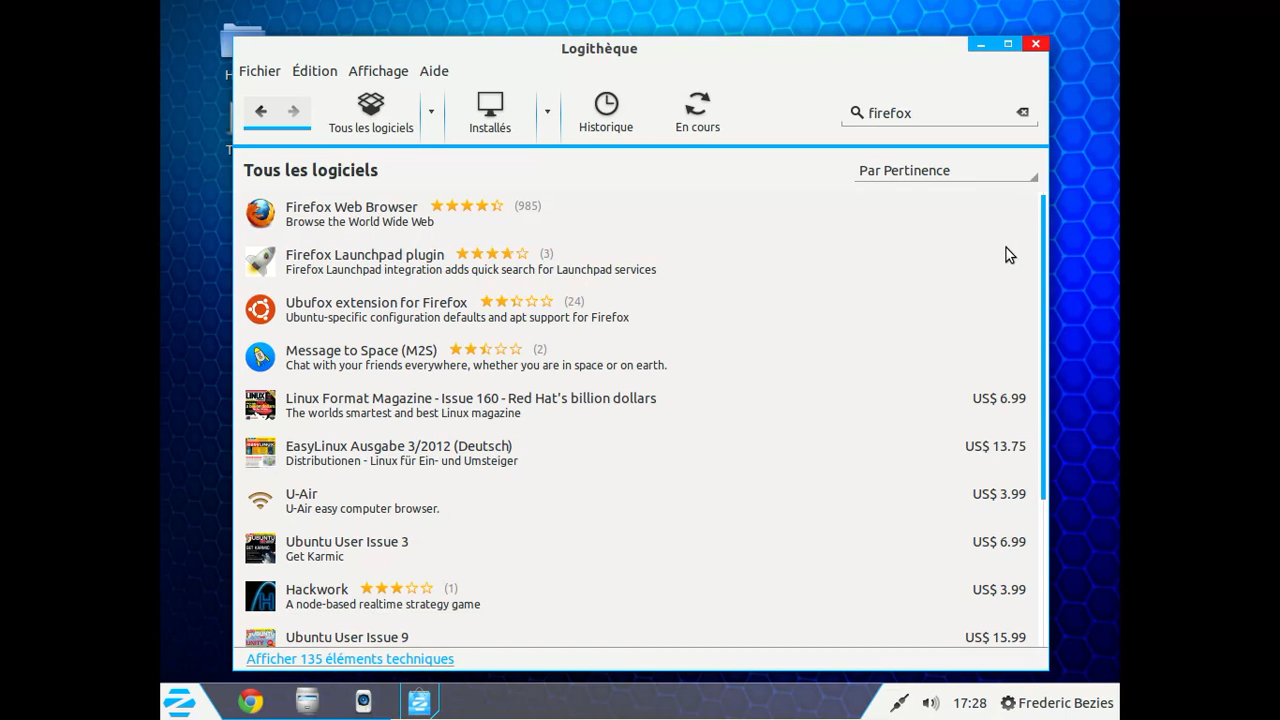 Logithèque
Fichier Édition Affichage Aide
Tous les logiciels Installés Historique En cours firefox
Tous les logiciels Par Pertinence
Firefox Web Browser (985)
Browse the World Wide Web
Firefox Launchpad plugin (3)
Firefox Launchpad integration adds quick search for Launchpad services
Ubufox extension for Firefox (24)
Ubuntu-specific configuration defaults and apt support for Firefox
Message to Space (M2S) (2)
Chat with your friends everywhere, whether you are in space or on earth.
Linux Format Magazine - Issue 160 - Red Hat's billion dollars US$ 6.99
The worlds smartest and best Linux magazine
EasyLinux Ausgabe 3/2012 (Deutsch) US$ 13.75
Distributionen - Linux für Ein- und Umsteiger
U-Air US$ 3.99
U-Air easy computer browser.
Ubuntu User Issue 3 US$ 6.99
Get Karmic
Hackwork (1) US$ 3.99
A node-based realtime strategy game
Ubuntu User Issue 9 US$ 15.99
Afficher 135 éléments techniques
17:28 Frederic Bezies